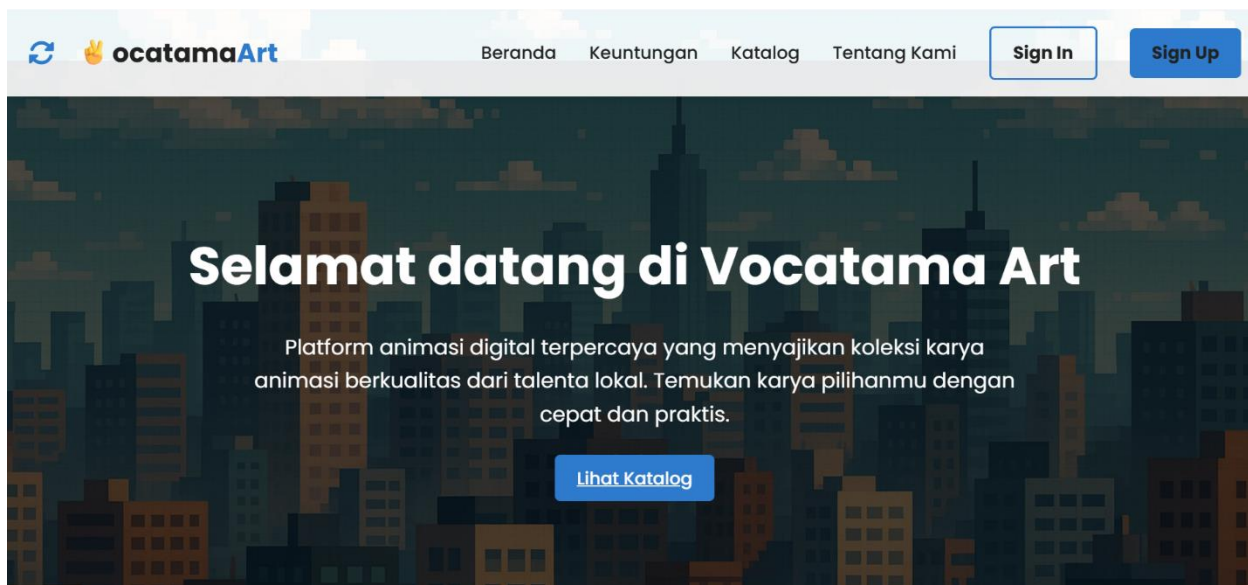 ✌ocatamaArt
Beranda Keuntungan Katalog Tentang Kami Sign In Sign Up
Selamat datang di Vocatama Art
Platform animasi digital terpercaya yang menyajikan koleksi karya
animasi berkualitas dari talenta lokal. Temukan karya pilihanmu dengan
cepat dan praktis.
Lihat Katalog